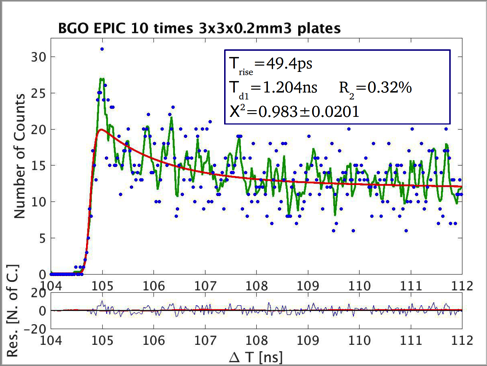 BGO EPIC 10 times 3x3x0.2mm3 plates
T_rise=49.4ps
T_d1=1.204ns R_2=0.32%
X²=0.983±0.0201
Number of Counts
30
25
20
15
10
5
0
104 105 106 107 108 109 110 111 112
Res. [N. of C.]
20
0
-20
104 105 106 107 108 109 110 111 112
Δ T [ns]